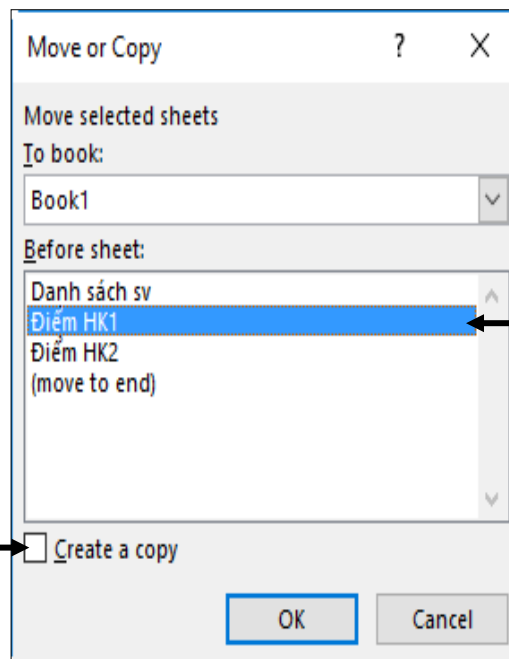 Move or Copy ? X
Move selected sheets
To book:
Book1
Before sheet:
Danh sách sv
Điểm HK1
Điểm HK2
(move to end)
Create a copy
OK Cancel